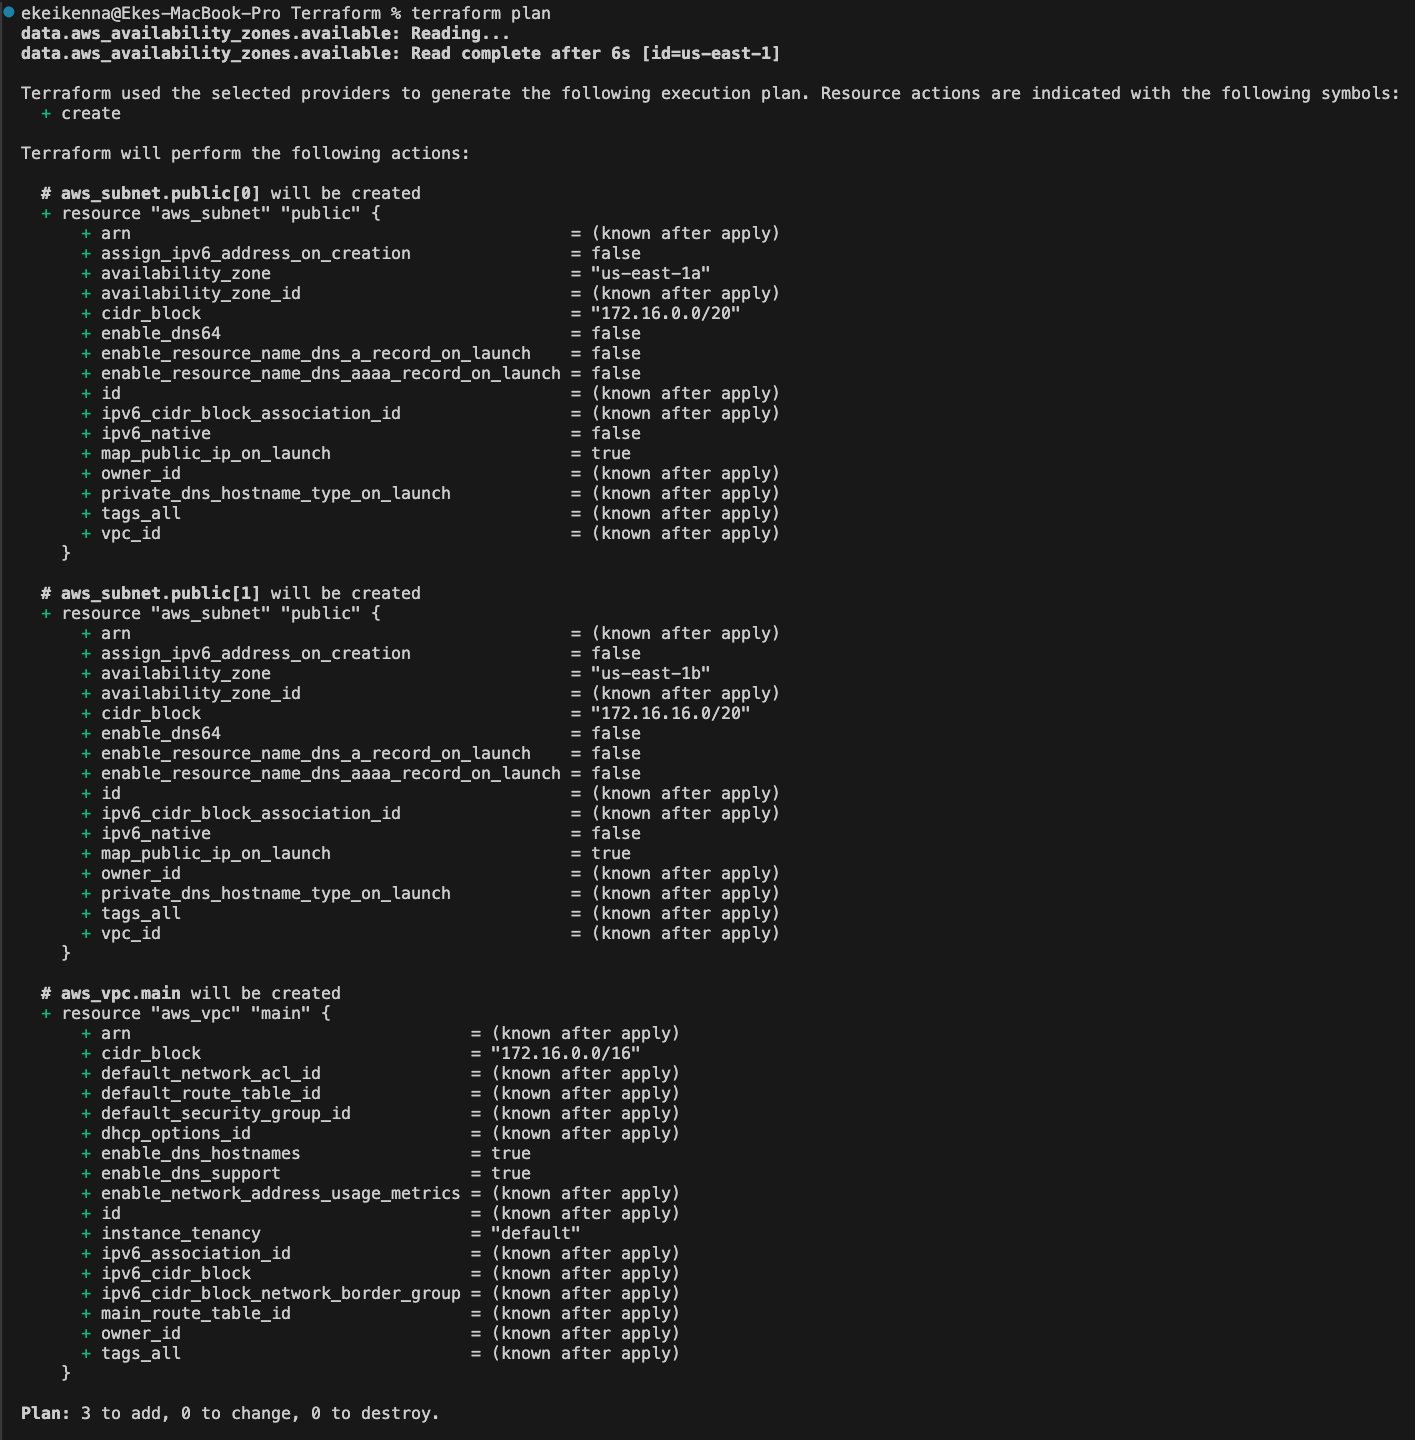 ekeikenna@Ekes-MacBook-Pro Terraform % terraform plan
data.aws_availability_zones.available: Reading...
data.aws_availability_zones.available: Read complete after 6s [id=us-east-1]
Terraform used the selected providers to generate the following execution plan. Resource actions are indicated with the following symbols:
+ create
Terraform will perform the following actions:
# aws_subnet.public[0] will be created
+ resource "aws_subnet" "public" {
+ arn = (known after apply)
+ assign_ipv6_address_on_creation = false
+ availability_zone = "us-east-1a"
+ availability_zone_id = (known after apply)
+ cidr_block = "172.16.0.0/20"
+ enable_dns64 = false
+ enable_resource_name_dns_a_record_on_launch = false
+ enable_resource_name_dns_aaaa_record_on_launch = false
+ id = (known after apply)
+ ipv6_cidr_block_association_id = (known after apply)
+ ipv6_native = false
+ map_public_ip_on_launch = true
+ owner_id = (known after apply)
+ private_dns_hostname_type_on_launch = (known after apply)
+ tags_all = (known after apply)
+ vpc_id = (known after apply)
}
# aws_subnet.public[1] will be created
+ resource "aws_subnet" "public" {
+ arn = (known after apply)
+ assign_ipv6_address_on_creation = false
+ availability_zone = "us-east-1b"
+ availability_zone_id = (known after apply)
+ cidr_block = "172.16.16.0/20"
+ enable_dns64 = false
+ enable_resource_name_dns_a_record_on_launch = false
+ enable_resource_name_dns_aaaa_record_on_launch = false
+ id = (known after apply)
+ ipv6_cidr_block_association_id = (known after apply)
+ ipv6_native = false
+ map_public_ip_on_launch = true
+ owner_id = (known after apply)
+ private_dns_hostname_type_on_launch = (known after apply)
+ tags_all = (known after apply)
+ vpc_id = (known after apply)
}
# aws_vpc.main will be created
+ resource "aws_vpc" "main" {
+ arn = (known after apply)
+ cidr_block = "172.16.0.0/16"
+ default_network_acl_id = (known after apply)
+ default_route_table_id = (known after apply)
+ default_security_group_id = (known after apply)
+ dhcp_options_id = (known after apply)
+ enable_dns_hostnames = true
+ enable_dns_support = true
+ enable_network_address_usage_metrics = (known after apply)
+ id = (known after apply)
+ instance_tenancy = "default"
+ ipv6_association_id = (known after apply)
+ ipv6_cidr_block = (known after apply)
+ ipv6_cidr_block_network_border_group = (known after apply)
+ main_route_table_id = (known after apply)
+ owner_id = (known after apply)
+ tags_all = (known after apply)
}
Plan: 3 to add, 0 to change, 0 to destroy.